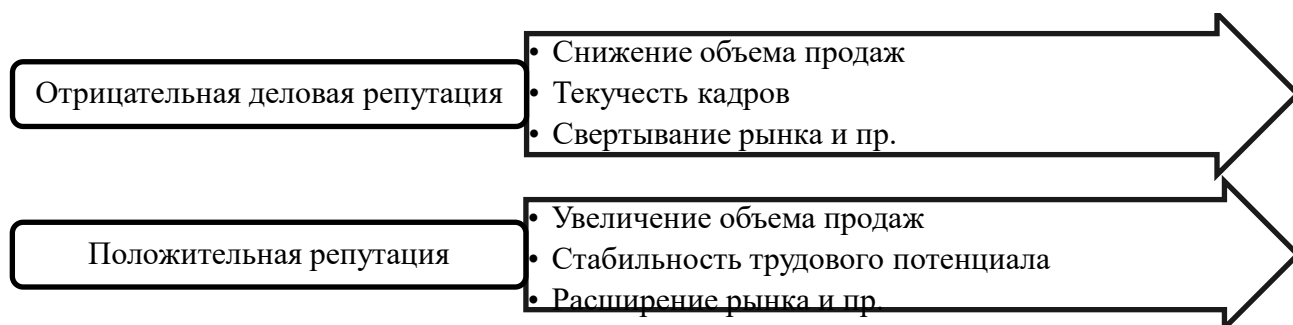 Отрицательная деловая репутация
• Снижение объема продаж
• Текучесть кадров
• Свертывание рынка и пр.
Положительная репутация
• Увеличение объема продаж
• Стабильность трудового потенциала
• Расширение рынка и пр.